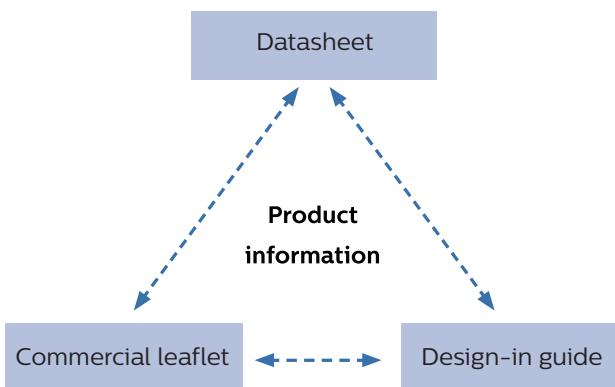 Datasheet
Product
information
Commercial leaflet
Design-in guide